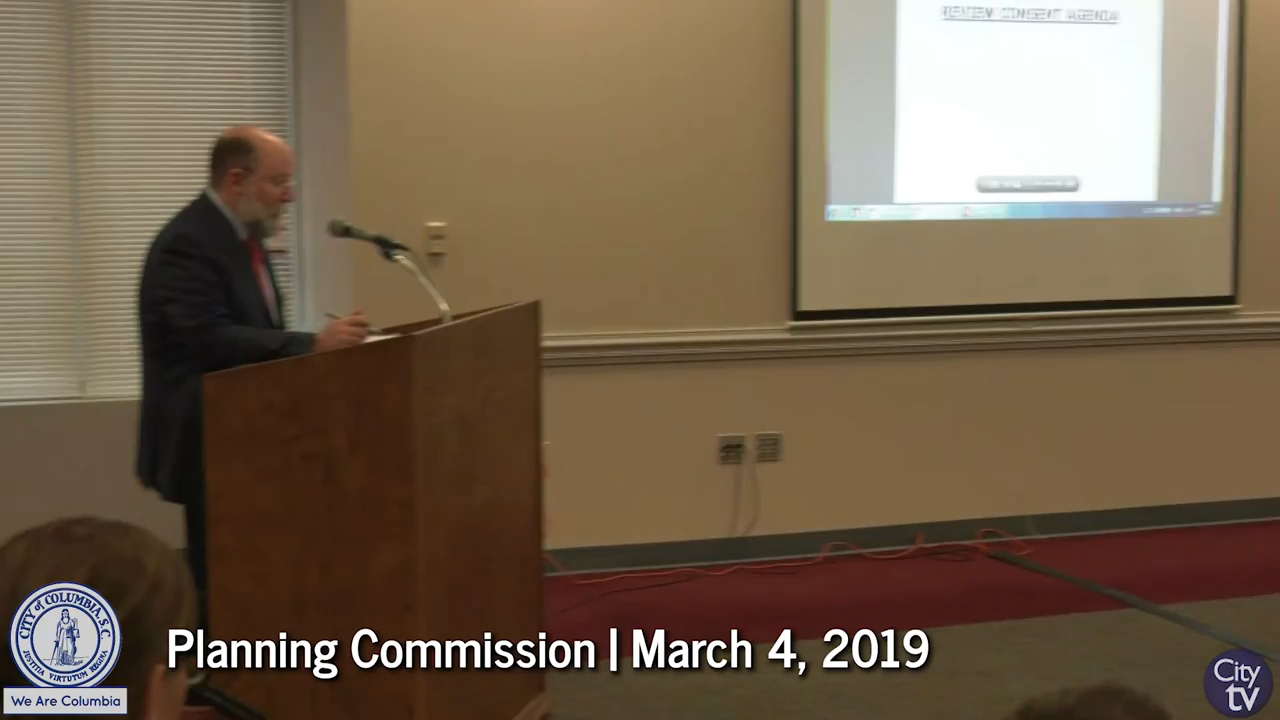 REVIEW CONSENT AGENDA
CITY of COLUMBIA, S.C.
JUSTITIA VIRTUTUM REGINA
We Are Columbia
Planning Commission | March 4, 2019
City
tv